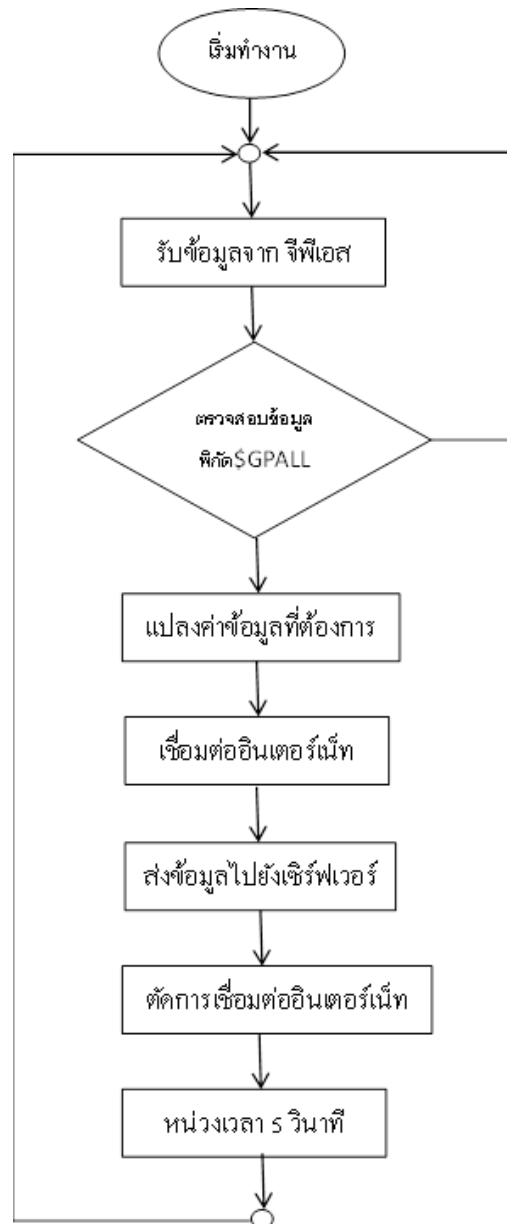 เริ่มทำงาน
รับข้อมูลจาก จีพีเอส
ตรวจสอบข้อมูล
พิกัด$GPALL
แปลงค่าข้อมูลที่ต้องการ
เชื่อมต่ออินเตอร์เน็ท
ส่งข้อมูลไปยังเซิร์ฟเวอร์
ตัดการเชื่อมต่ออินเตอร์เน็ท
หน่วงเวลา 5 วินาที